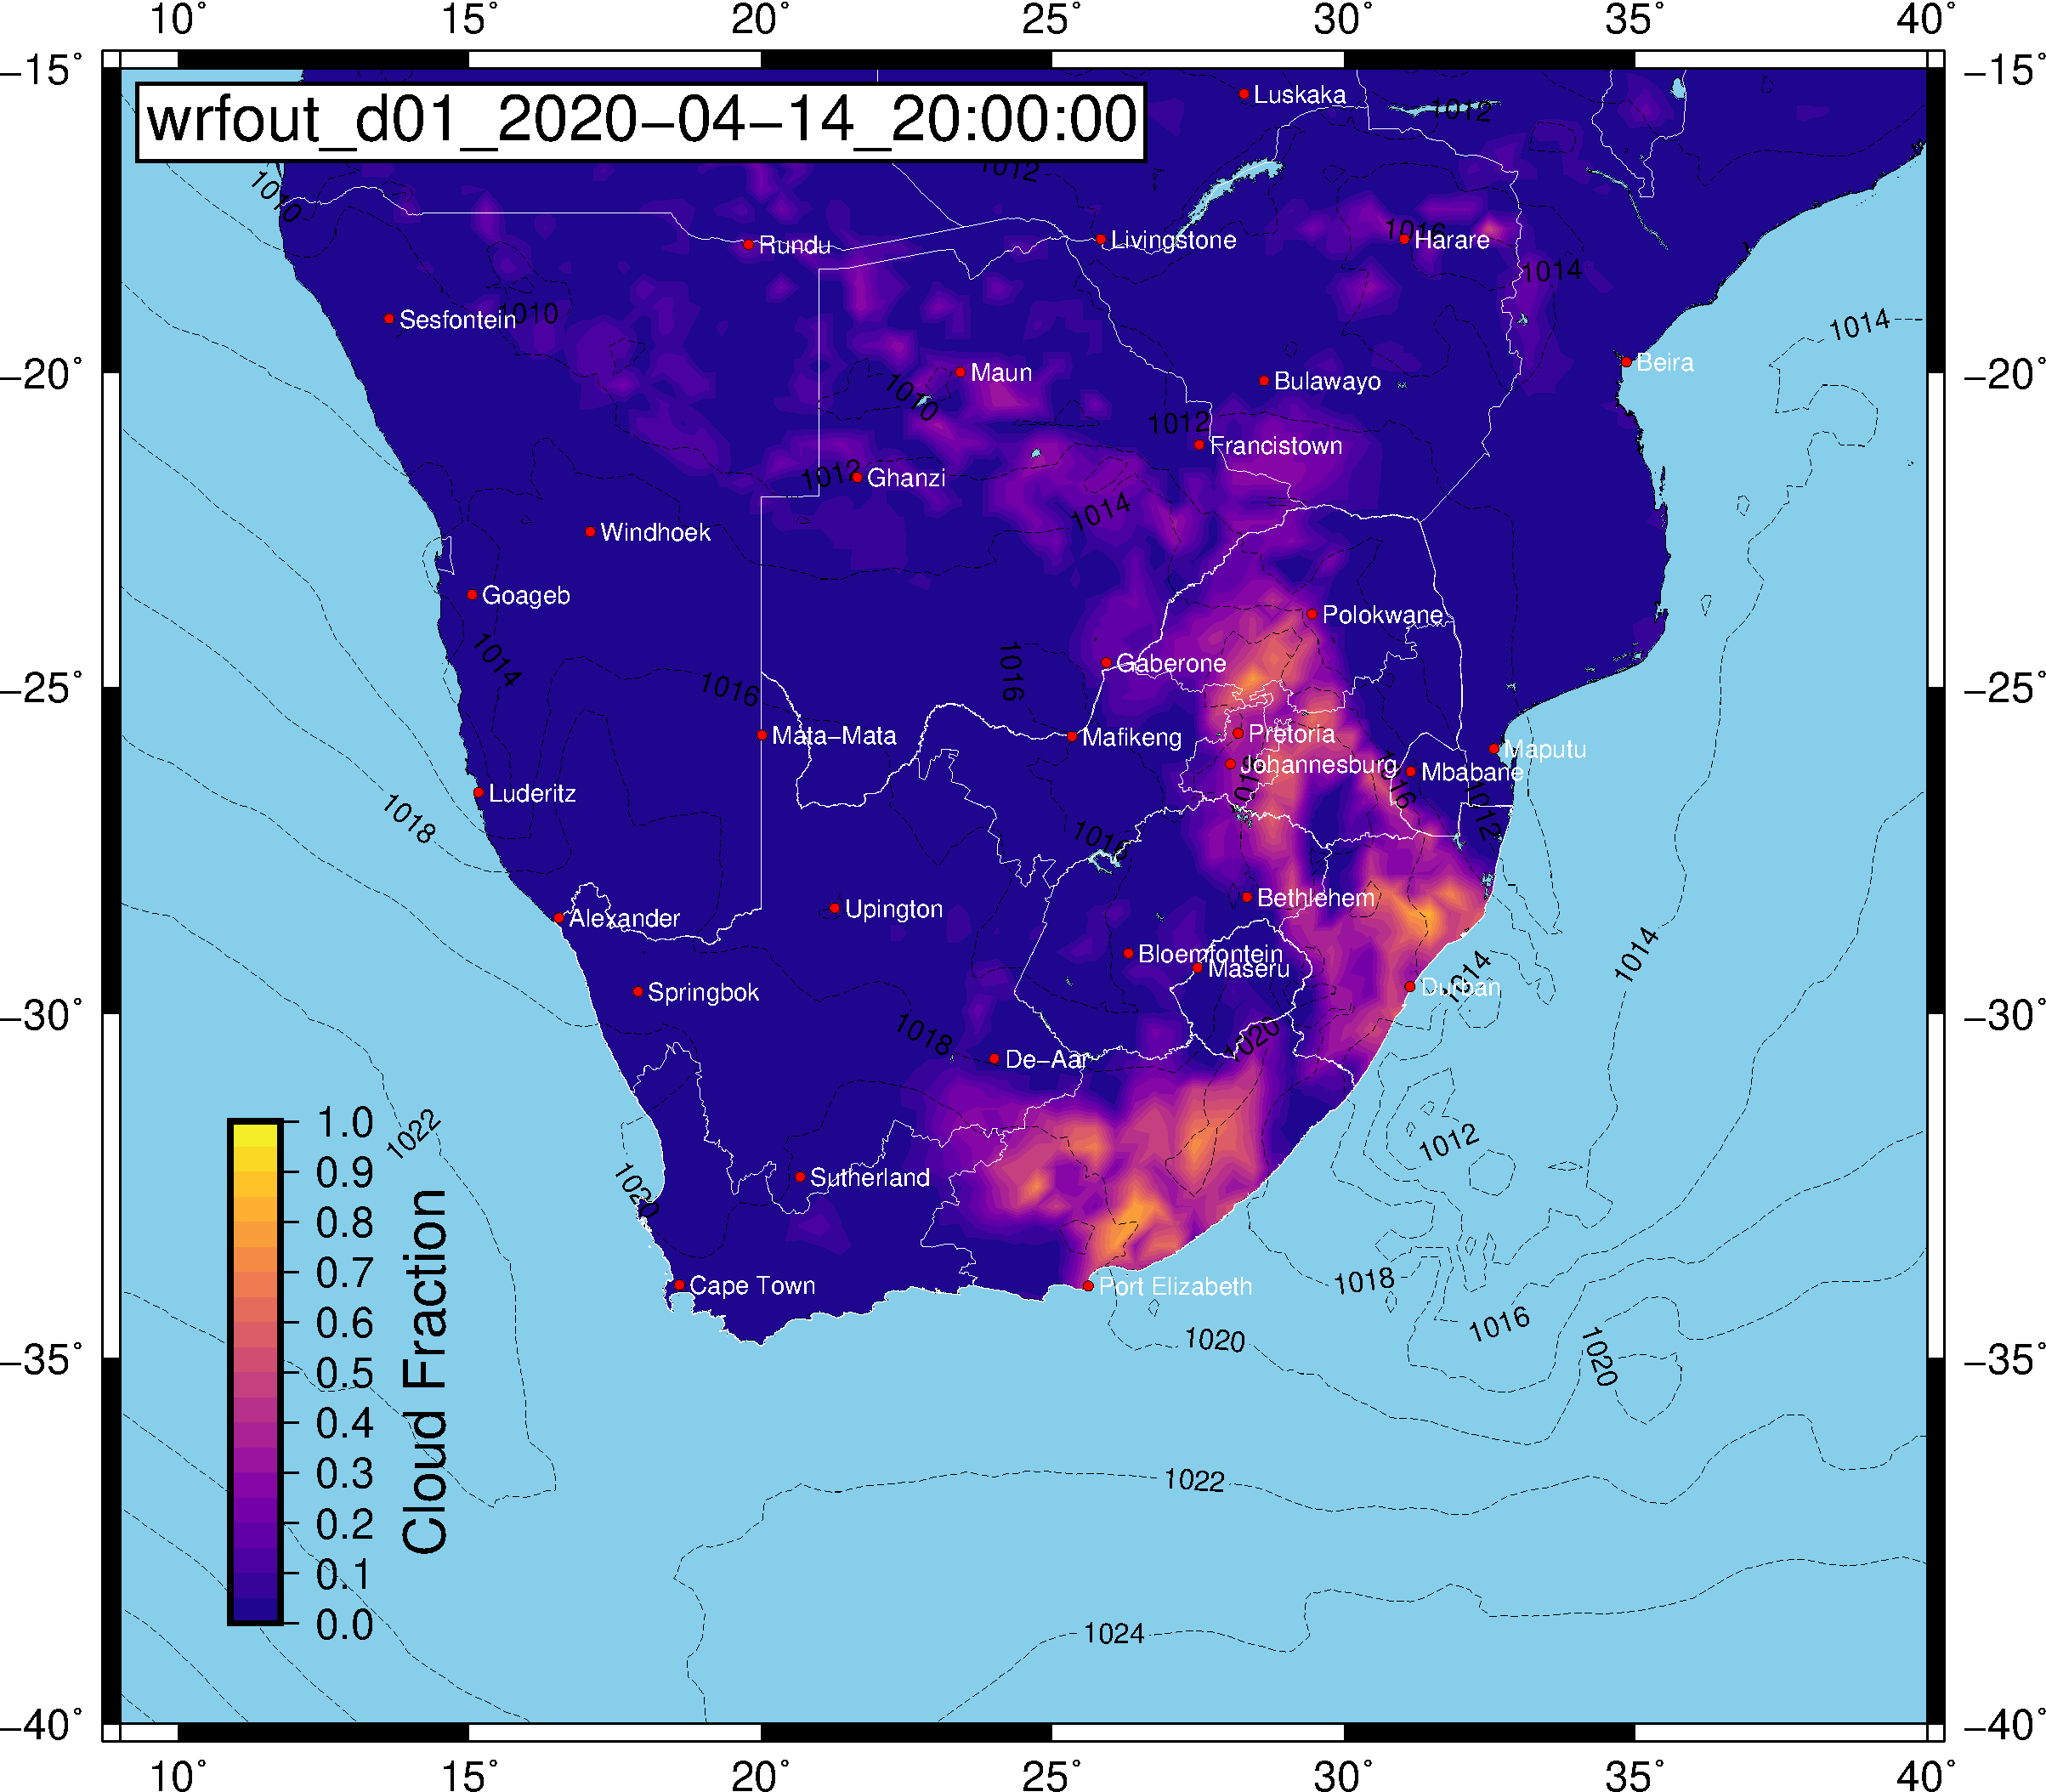 10° 15° 20° 25° 30° 35° 40°
−15° −15°
wrfout_d01_2020−04−14_20:00:00
Luskaka
1012
1012
1010
1016
Rundu
Livingstone
Harare
1014
Sesfontein
1010
1014
Beira
−20° −20°
Maun
Bulawayo
1010
1012
Francistown
1012
Ghanzi
1014
Windhoek
Goageb
Polokwane
1014
1016
Gaberone
−25° −25°
1016
Mata−Mata
Mafikeng
Pretoria
Maputu
Johannesburg
Mbabane
1016
1016
1012
Luderitz
1018
1016
Bethlehem
Alexander
Upington
Bloemfontein
Maseru
1014
1014
Springbok
Durban
−30° −30°
1018
1020
De−Aar
1022
1012
Sutherland
1020
Cape Town
Port Elizabeth
1018
1016
1020
1020
−35° −35°
1.0
0.9
0.8
0.7
0.6
0.5
0.4
0.3
0.2
0.1
0.0
Cloud Fraction
1022
1024
−40° −40°
10° 15° 20° 25° 30° 35° 40°